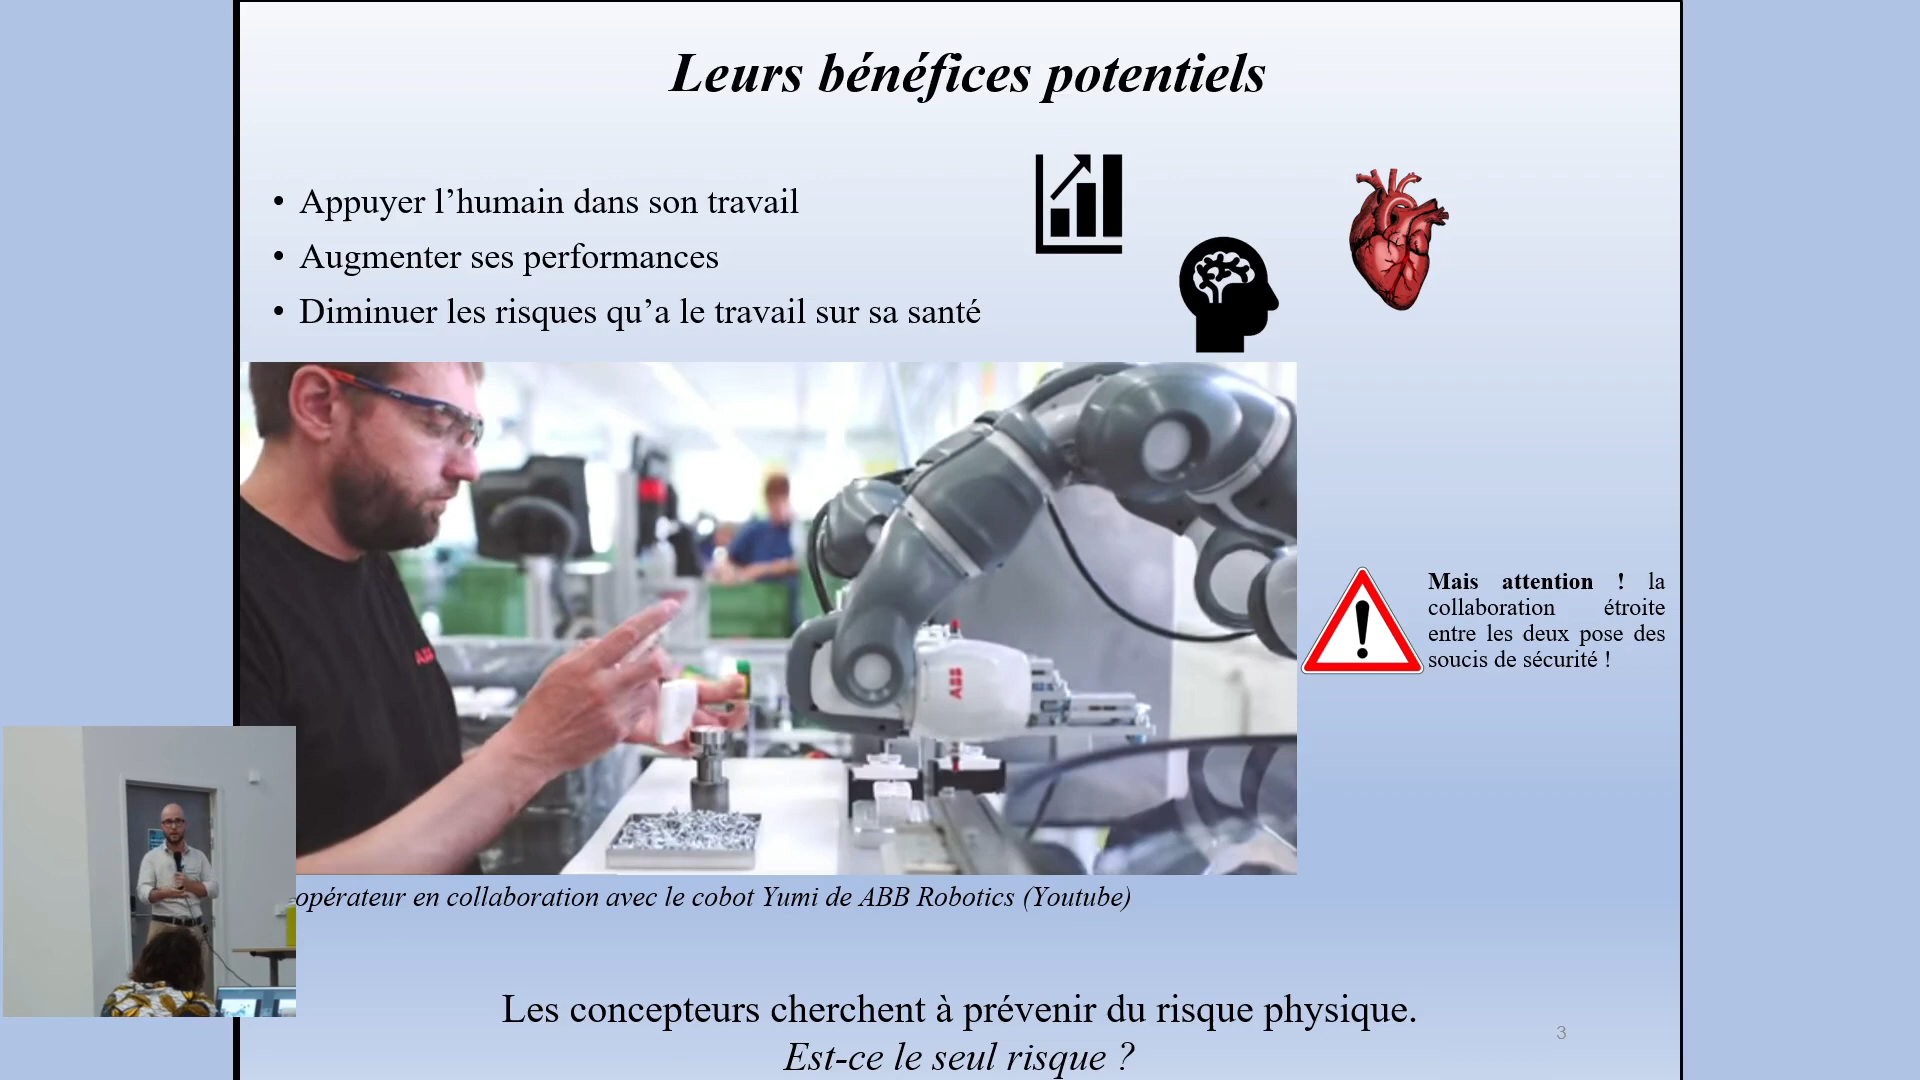 Leurs bénéfices potentiels
• Appuyer l’humain dans son travail
• Augmenter ses performances
• Diminuer les risques qu’a le travail sur sa santé
ABB
ABB
Mais attention ! la
collaboration étroite
entre les deux pose des
soucis de sécurité !
opérateur en collaboration avec le cobot Yumi de ABB Robotics (Youtube)
Les concepteurs cherchent à prévenir du risque physique.
Est-ce le seul risque ?
3